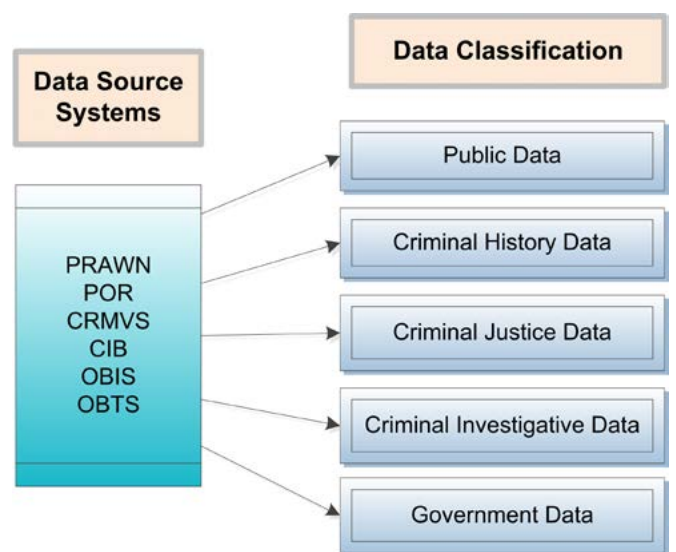 Data Source
Systems
PRAWN
POR
CRMVS
CIB
OBIS
OBTS
Data Classification
Public Data
Criminal History Data
Criminal Justice Data
Criminal Investigative Data
Government Data